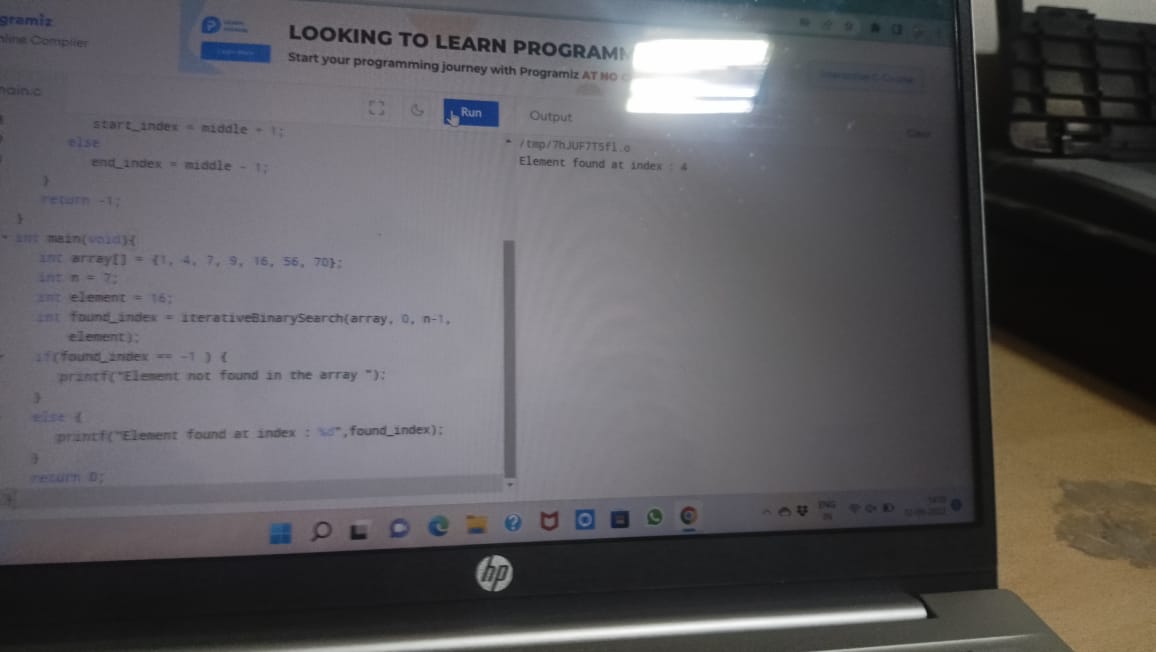 gramiz
nline Compiler
LOOKING TO LEARN PROGRAMM
Start your programming journey with Programiz AT NO
main.c
Run
Output
start_index = middle + 1;
else
end_index = middle - 1;
}
return -1;
}
int main(void){
int array[] = {1, 4, 7, 9, 16, 56, 70};
int n = 7;
int element = 16;
int found_index = iterativeBinarySearch(array, 0, n-1,
element);
if(found_index == -1 ) {
printf("Element not found in the array ");
}
else {
printf("Element found at index : %d",found_index);
}
return 0;
Clear
/tmp/7hJUF7TSfl.o
Element found at index : 4
ENG
IN
hp